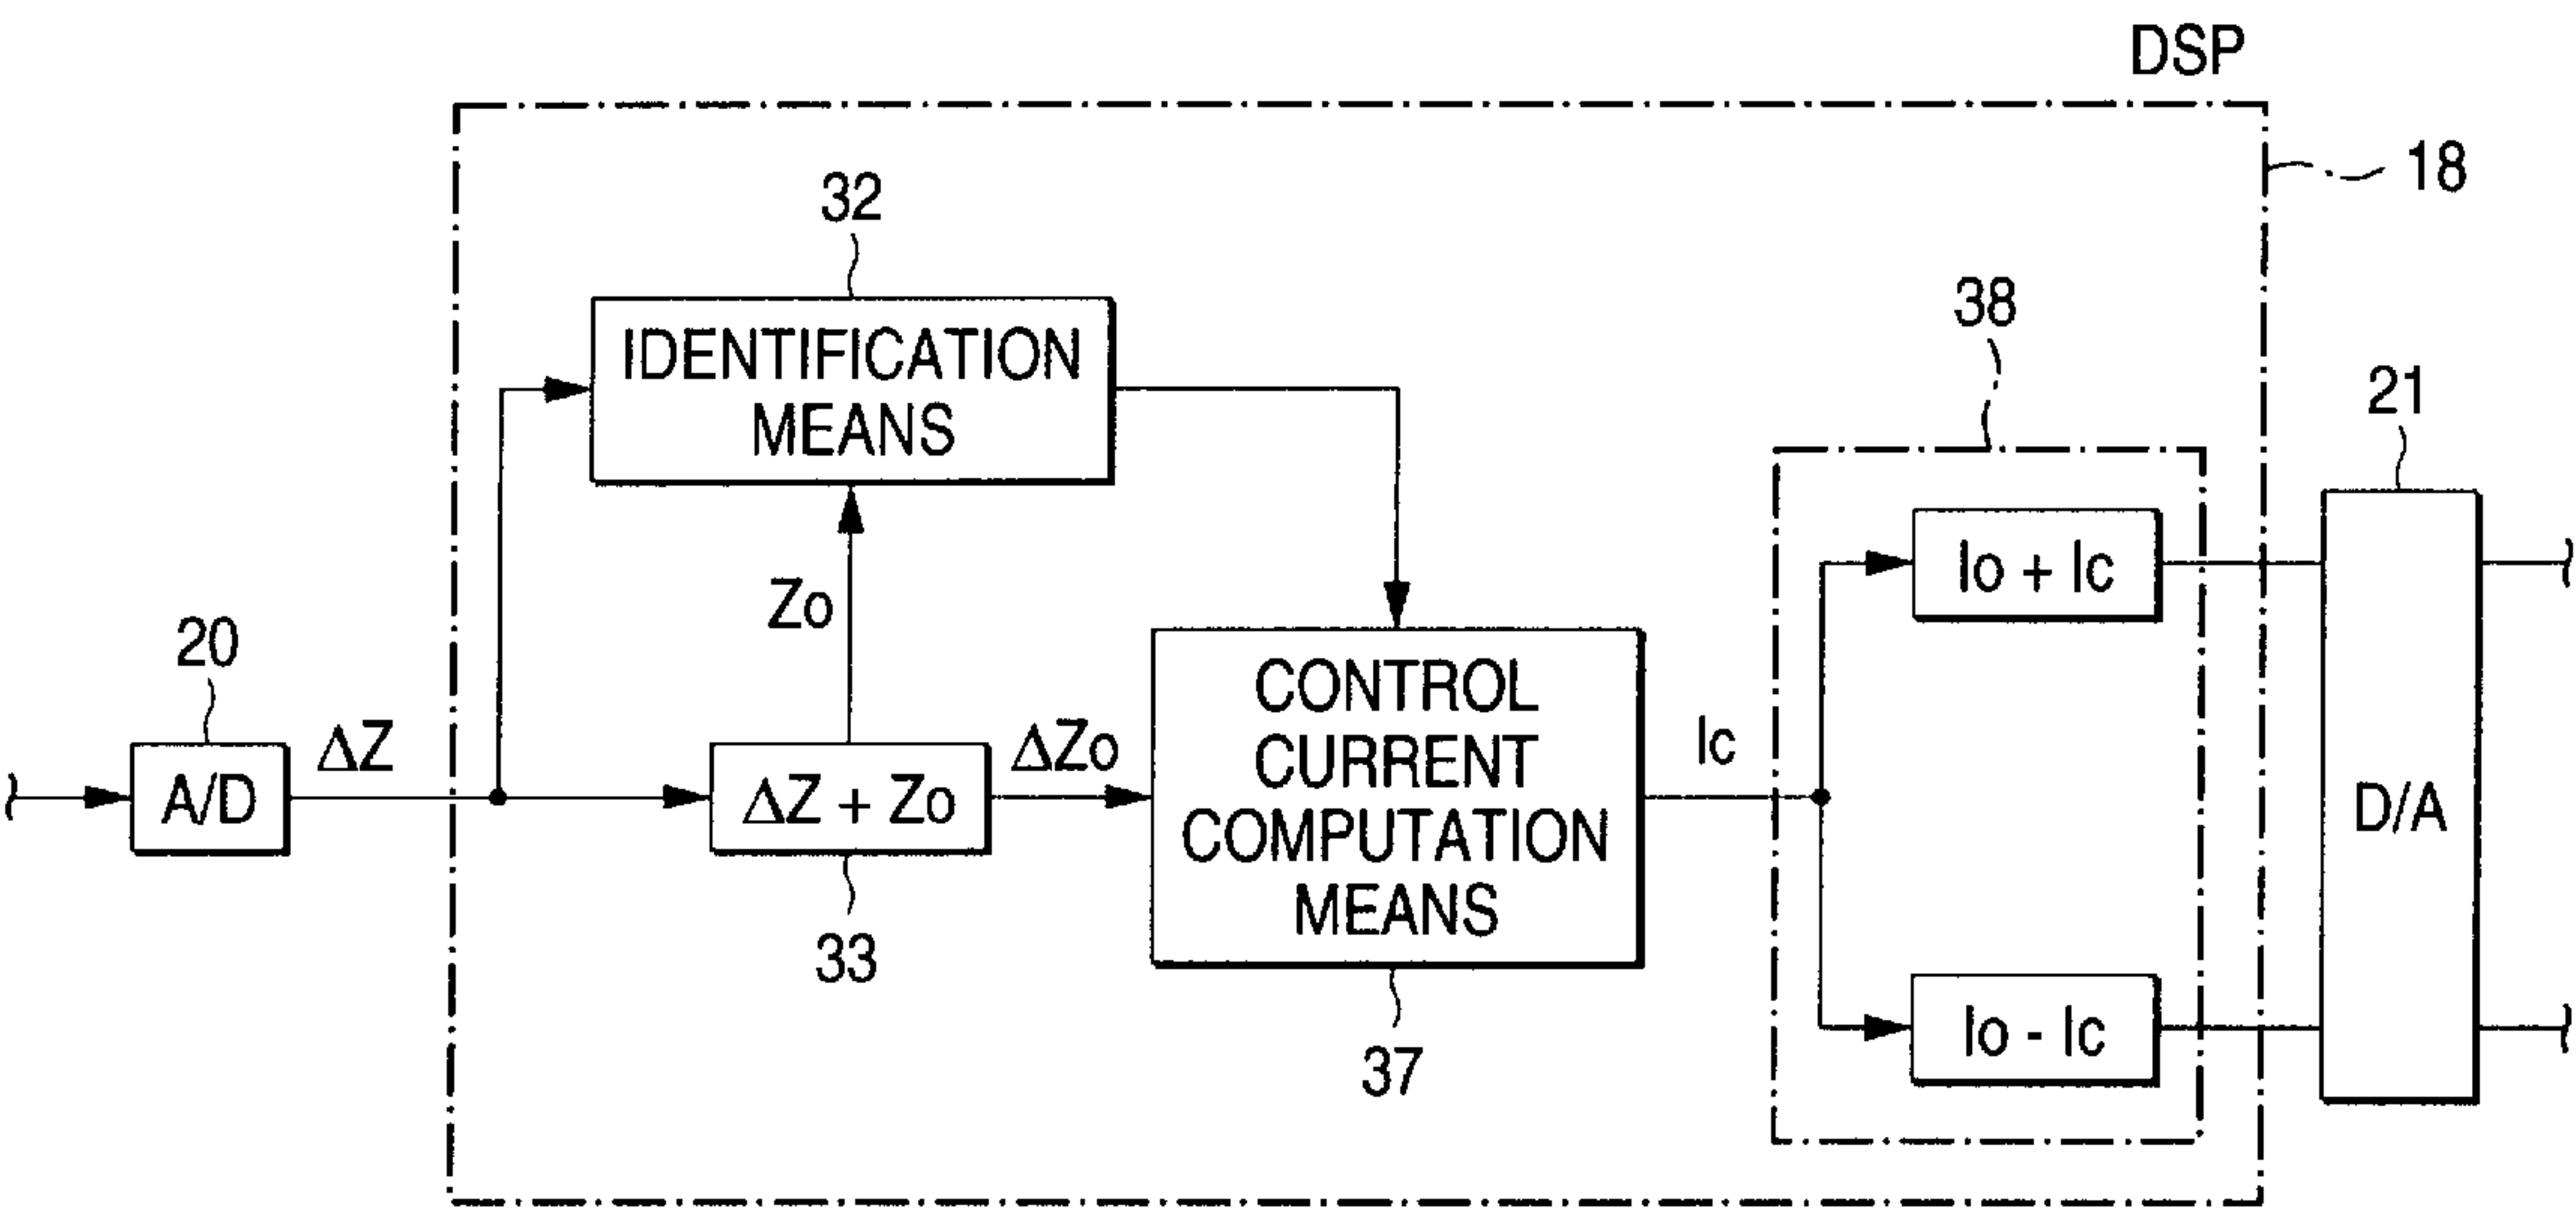 DSP
18
32
IDENTIFICATION
MEANS
38
21
Io + Ic
Zo
20
ΔZ
A/D
ΔZ + Zo
33
ΔZo
CONTROL
CURRENT
COMPUTATION
MEANS
37
Ic
D/A
Io - Ic